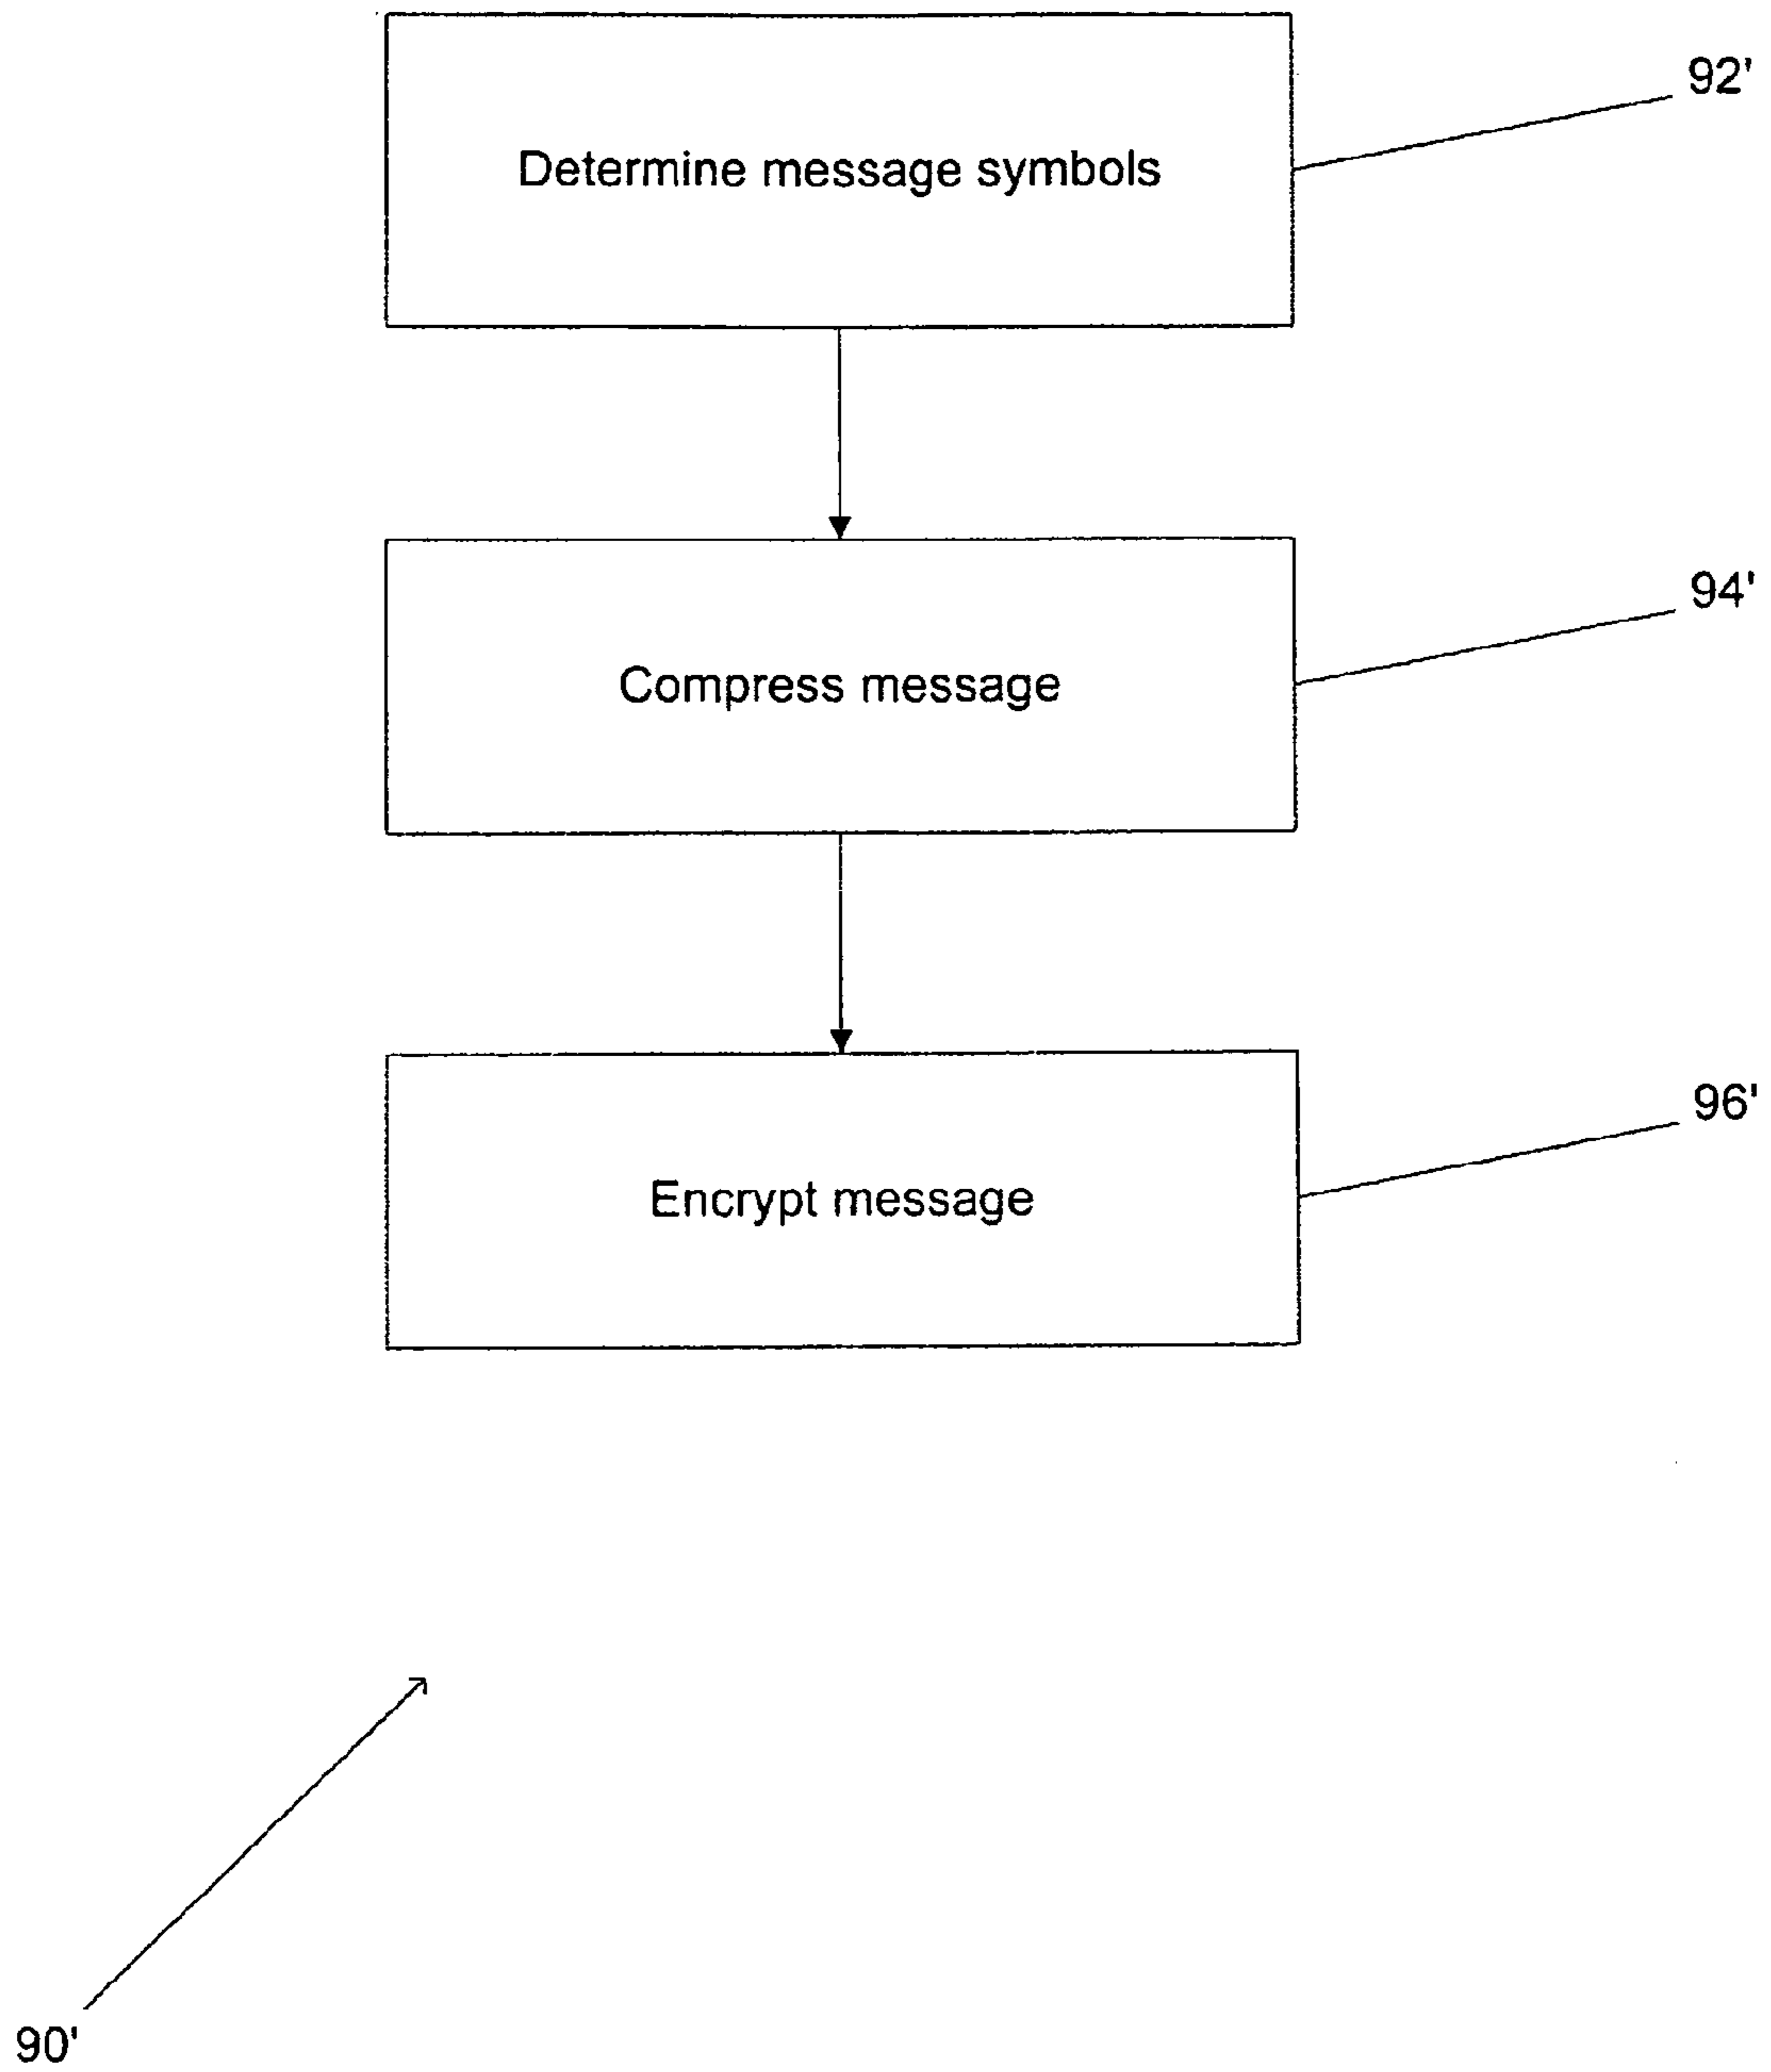 92'
Determine message symbols
94'
Compress message
96'
Encrypt message
90'